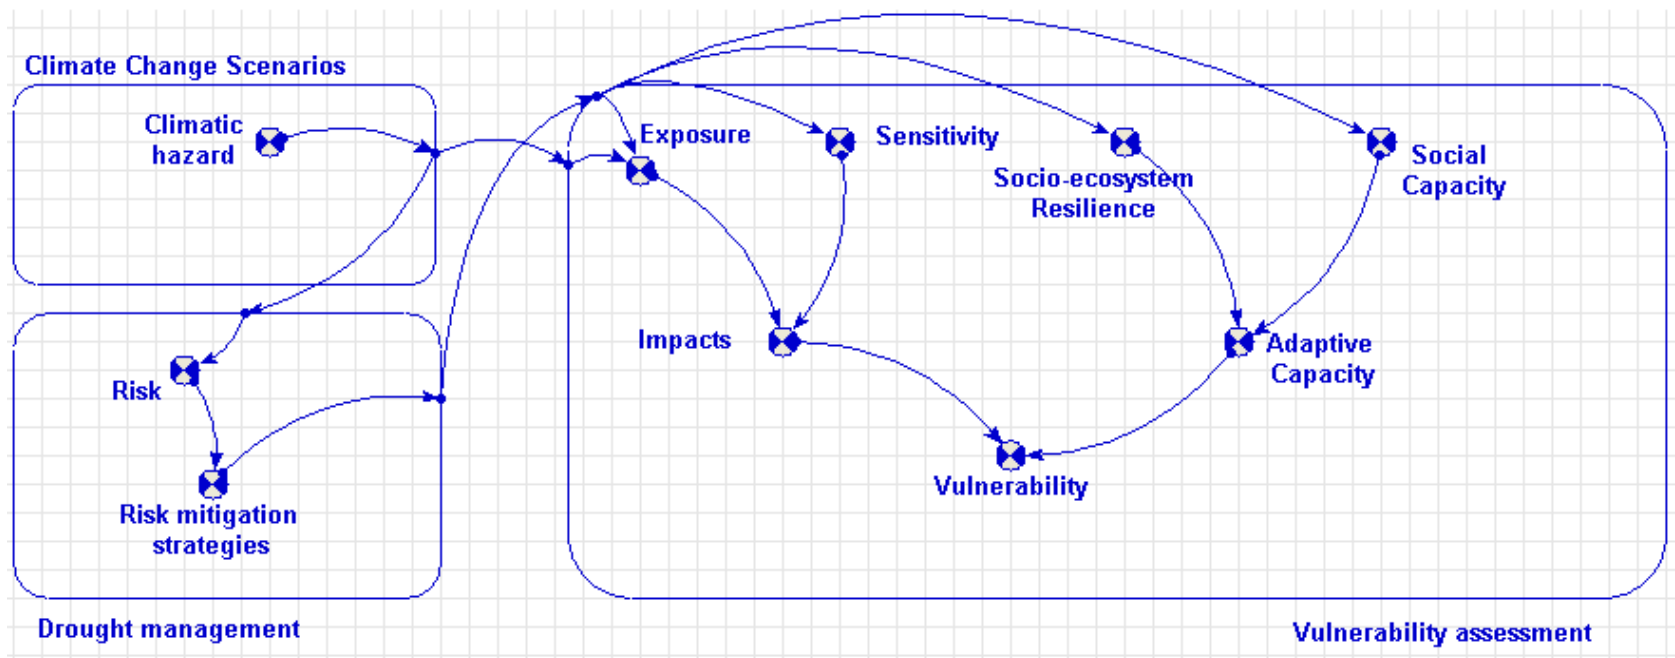 Climate Change Scenarios
Climatic
hazard
Exposure
Sensitivity
Socio-ecosystem
Resilience
Social
Capacity
Impacts
Adaptive
Capacity
Risk
Vulnerability
Risk mitigation
strategies
Drought management
Vulnerability assessment